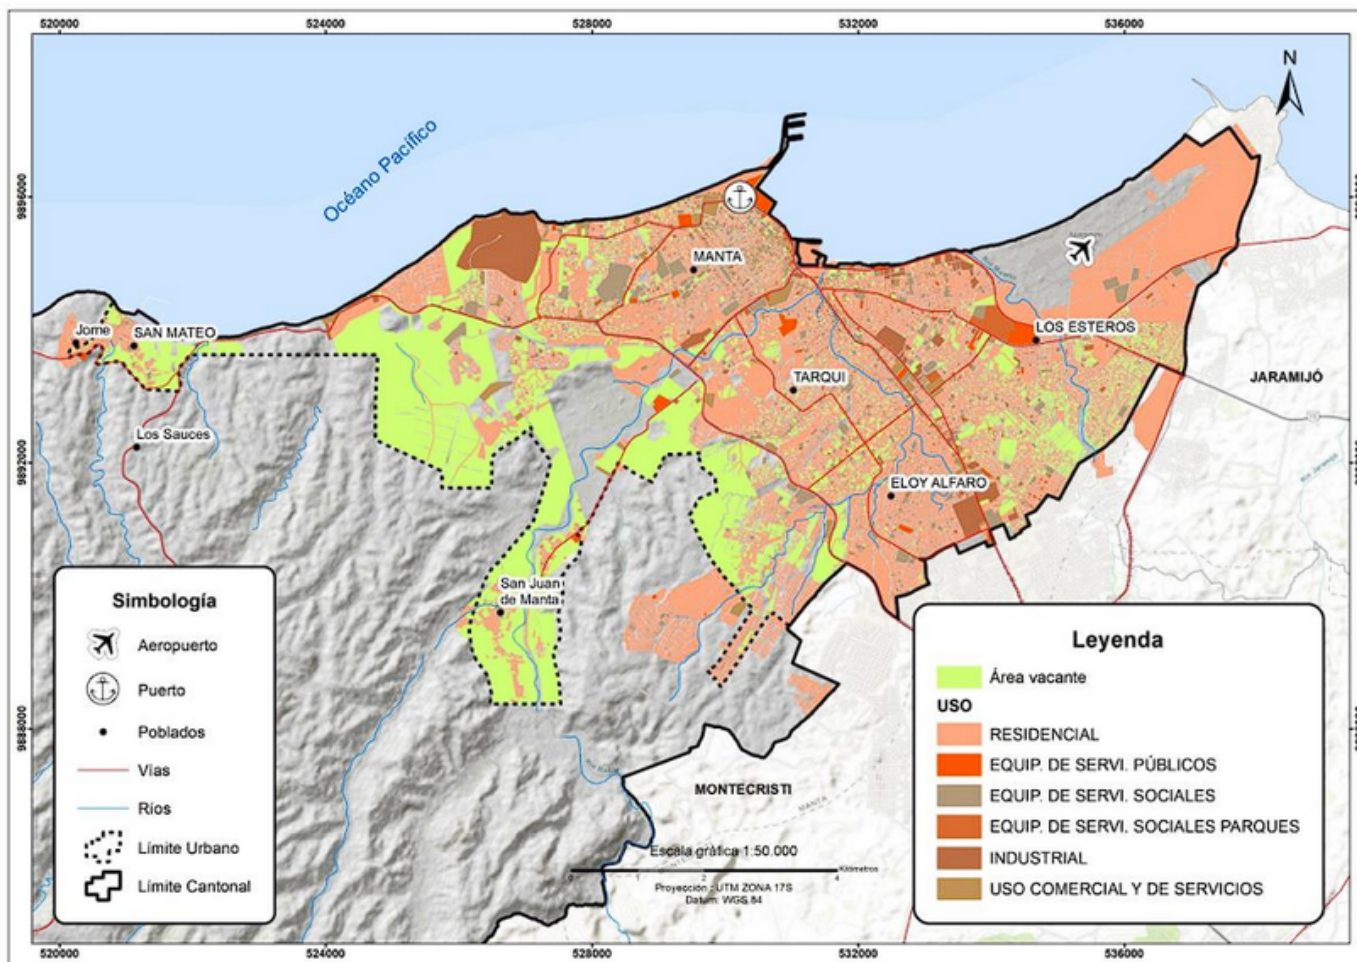 520000
524000
528000
532000
536000
N
Océano Pacífico
9896000
MANTA
Jome
SAN MATEO
LOS ESTEROS
TARQUI
JARAMIJÓ
Los Sauces
9892000
ELOY ALFARO
San Juan
de Manta
9888000
MONTECRISTI
MANTA
Simbología
Aeropuerto
Puerto
Poblados
Vías
Ríos
Límite Urbano
Límite Cantonal
Leyenda
Área vacante
USO
RESIDENCIAL
EQUIP. DE SERVI. PÚBLICOS
EQUIP. DE SERVI. SOCIALES
EQUIP. DE SERVI. SOCIALES PARQUES
INDUSTRIAL
USO COMERCIAL Y DE SERVICIOS
Escala gráfica 1:50.000
0 1 2 4 Kilómetros
Proyección : UTM ZONA 17S
Datum: WGS 84
520000
524000
528000
532000
536000